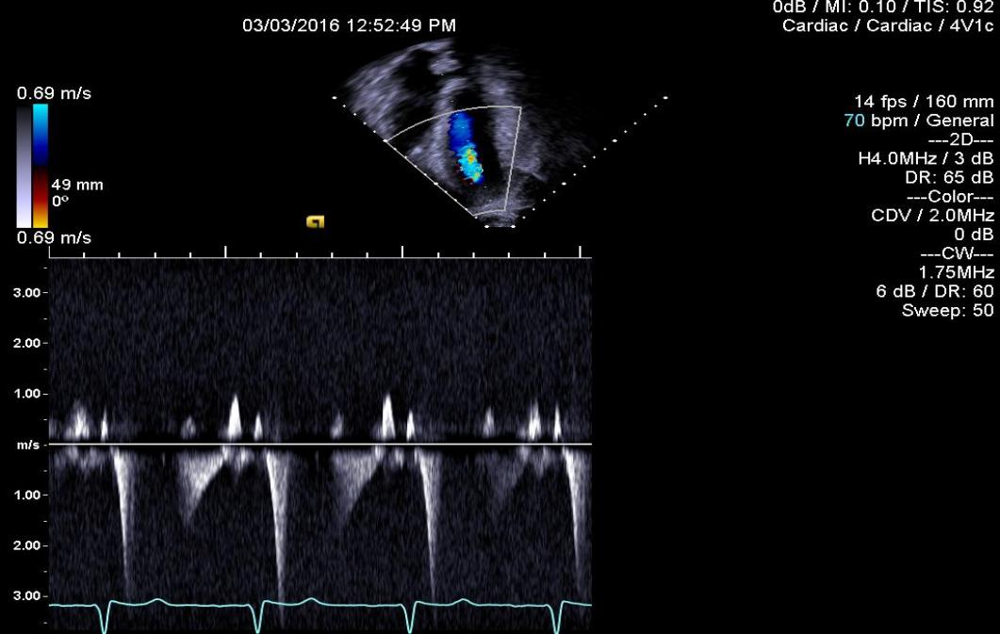 0dB / MI: 0.10 / TIS: 0.92
03/03/2016 12:52:49 PM
Cardiac / Cardiac / 4V1c
0.69 m/s
49 mm
0º
0.69 m/s
14 fps / 160 mm
70 bpm / General
---2D---
H4.0MHz / 3 dB
DR: 65 dB
---Color---
CDV / 2.0MHz
0 dB
---CW---
1.75MHz
6 dB / DR: 60
Sweep: 50
3.00
2.00
1.00
m/s
1.00
2.00
3.00